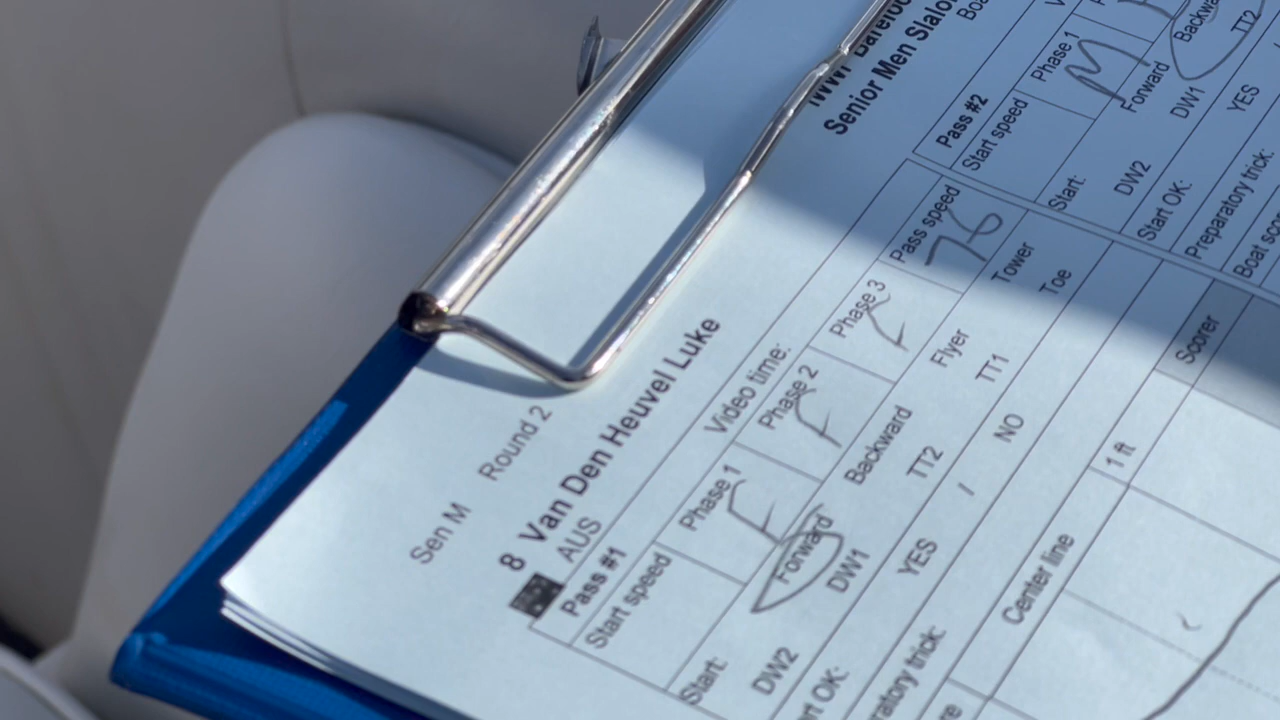 Senior Men Slalom
Sen M Round 2
8 Van Den Heuvel Luke
AUS Video time:
Pass #1
Start speed Phase 1 Phase 2 Phase 3 Pass speed
F F 76
Start: Forward Backward Flyer Tower
DW2 DW1 TT2 TT1 Toe
YES / NO
Center line 1 ft Scorer
Pass #2
Start speed Phase 1
M
Start: Forward
DW2 DW1 TT2
Start OK: YES
Preparatory trick: